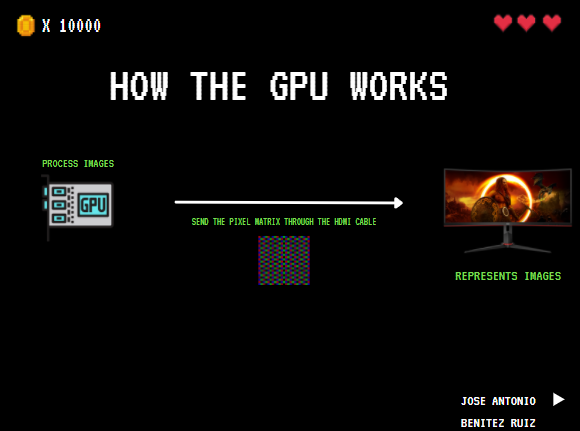 X 10000
HOW THE GPU WORKS
PROCESS IMAGES
GPU
SEND THE PIXEL MATRIX THROUGH THE HDMI CABLE
REPRESENTS IMAGES
JOSE ANTONIO
BENITEZ RUIZ